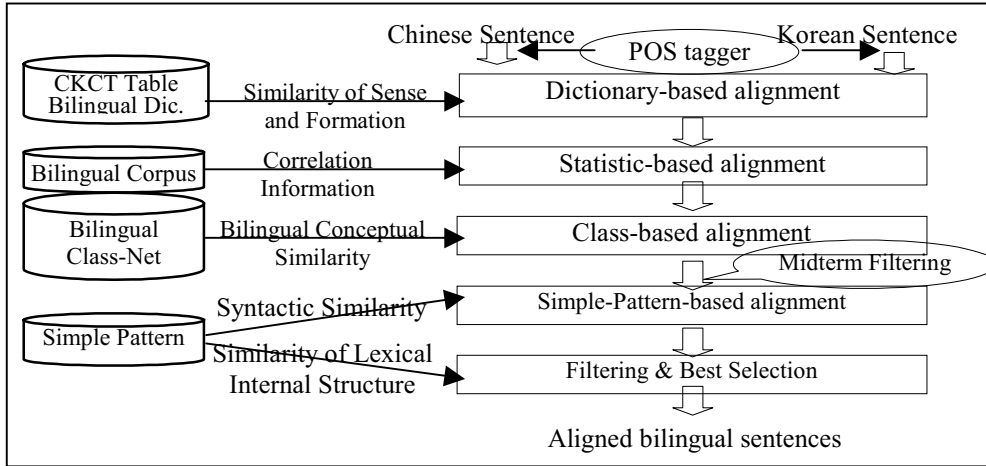 Chinese Sentence
POS tagger
Korean Sentence
CKCT Table
Bilingual Dic.
Similarity of Sense
and Formation
Dictionary-based alignment
Bilingual Corpus
Correlation
Information
Statistic-based alignment
Bilingual
Class-Net
Bilingual Conceptual
Similarity
Class-based alignment
Midterm Filtering
Simple Pattern
Syntactic Similarity
Simple-Pattern-based alignment
Similarity of Lexical
Internal Structure
Filtering & Best Selection
Aligned bilingual sentences